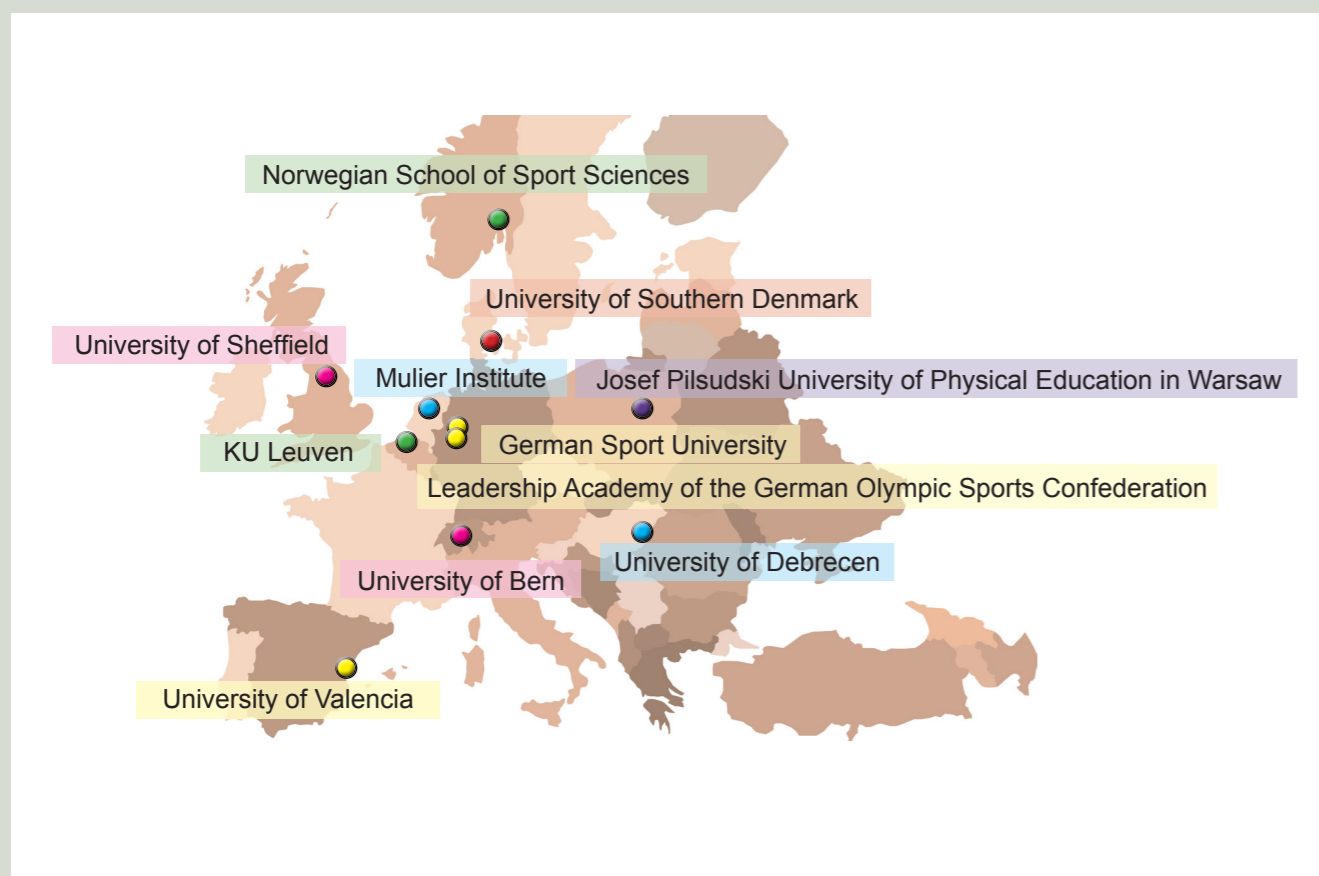 Norwegian School of Sport Sciences
University of Southern Denmark
University of Sheffield
Mulier Institute
Josef Pilsudski University of Physical Education in Warsaw
KU Leuven
German Sport University
Leadership Academy of the German Olympic Sports Confederation
University of Debrecen
University of Bern
University of Valencia